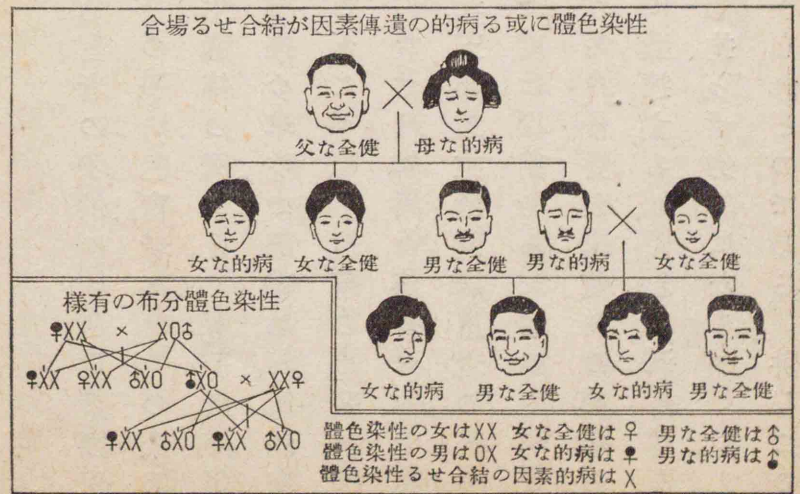 性染色體に或る病的の遺傳因素が結合せる場合
病的な母 × 健全な父
健全な女 × 病的な男 健全な男 健全な女 病的な女
健全な男 病的な女 健全な男 病的な女
性染色體分布の有様
♀XX × XO♂
♀XX ♀XX ♂XO ♂XO × XX♀
♀XX ♂XO ♀XX ♂XO
♂は健全な男 ♀は健全な女 XXは女の性染色體
♂は病的な男 ♀は病的な女 XOは男の性染色體
Xは病的因素の結合せる性染色體